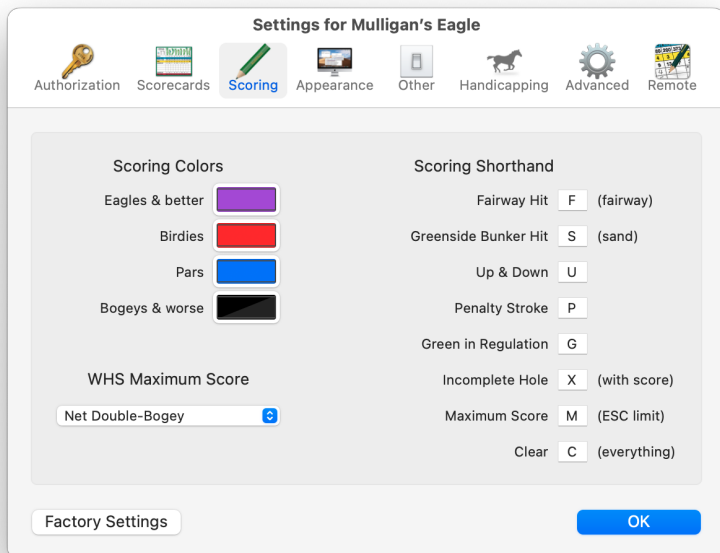 Settings for Mulligan's Eagle
Authorization Scorecards Scoring Appearance Other Handicapping Advanced Remote
Scoring Colors
Eagles & better
Birdies
Pars
Bogeys & worse
WHS Maximum Score
Net Double-Bogey
Scoring Shorthand
Fairway Hit F (fairway)
Greenside Bunker Hit S (sand)
Up & Down U
Penalty Stroke P
Green in Regulation G
Incomplete Hole X (with score)
Maximum Score M (ESC limit)
Clear C (everything)
Factory Settings OK